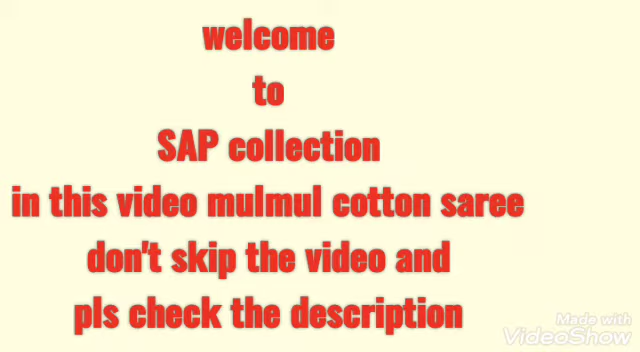 welcome
to
SAP collection
in this video mulmul cotton saree
don't skip the video and
pls check the description
Made with
VideoShow